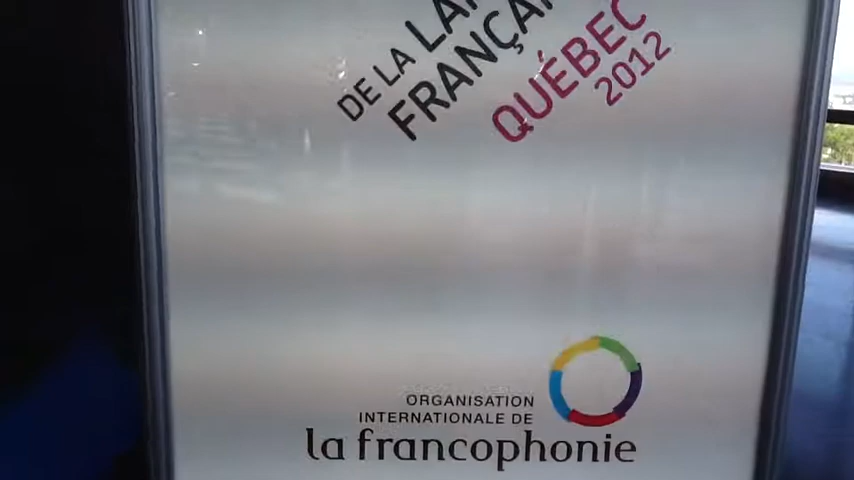 DE LA LA
FRANÇA
QUÉBEC
2012
ORGANISATION
INTERNATIONALE DE
la francophonie